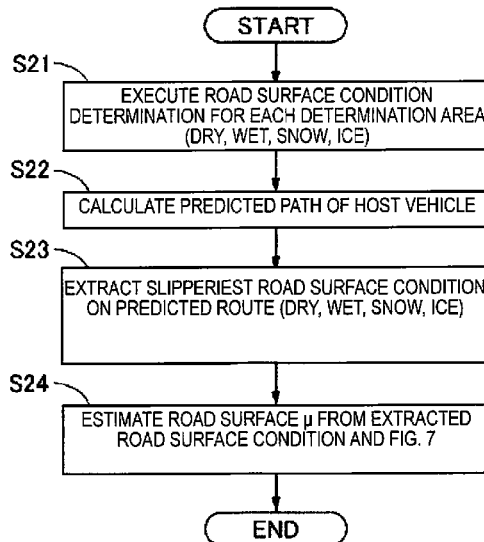 START
S21
EXECUTE ROAD SURFACE CONDITION
DETERMINATION FOR EACH DETERMINATION AREA
(DRY, WET, SNOW, ICE)
S22
CALCULATE PREDICTED PATH OF HOST VEHICLE
S23
EXTRACT SLIPPERIEST ROAD SURFACE CONDITION
ON PREDICTED ROUTE (DRY, WET, SNOW, ICE)
S24
ESTIMATE ROAD SURFACE μ FROM EXTRACTED
ROAD SURFACE CONDITION AND FIG. 7
END